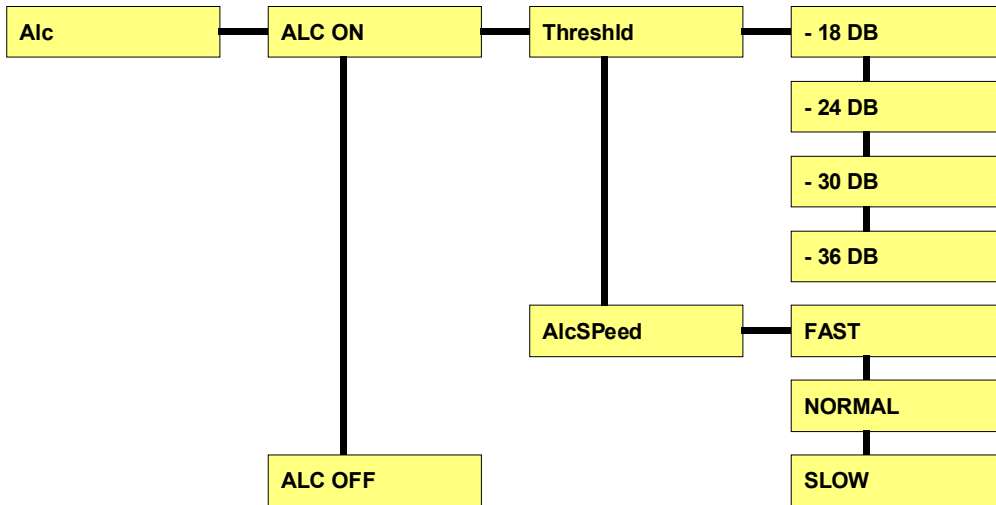 Alc
ALC ON
Threshld
- 18 DB
- 24 DB
- 30 DB
- 36 DB
AlcSPeed
FAST
NORMAL
ALC OFF
SLOW